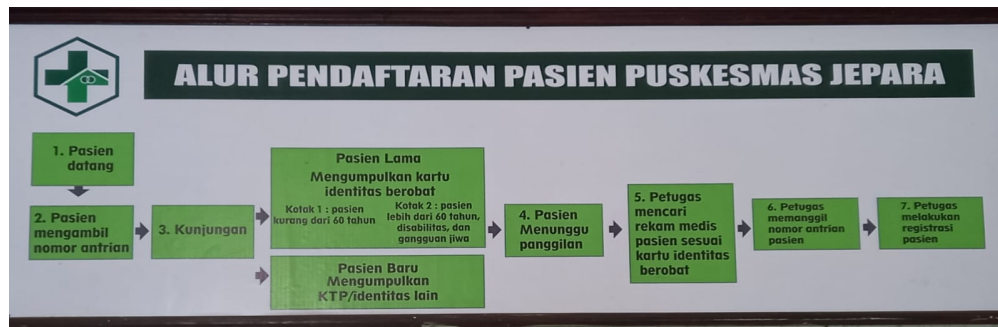 ALUR PENDAFTARAN PASIEN PUSKESMAS JEPARA
1. Pasien
datang
2. Pasien
mengambil
nomor antrian
3. Kunjungan
Pasien Lama
Mengumpulkan kartu
identitas berobat
Kotak 1 : pasien
kurang dari 60 tahun
Kotak 2 : pasien
lebih dari 60 tahun,
disabilitas, dan
gangguan jiwa
Pasien Baru
Mengumpulkan
KTP/identitas lain
4. Pasien
Menunggu
panggilan
5. Petugas
mencari
rekam medis
pasien sesuai
kartu identitas
berobat
6. Petugas
memanggil
nomor antrian
pasien
7. Petugas
melakukan
registrasi
pasien